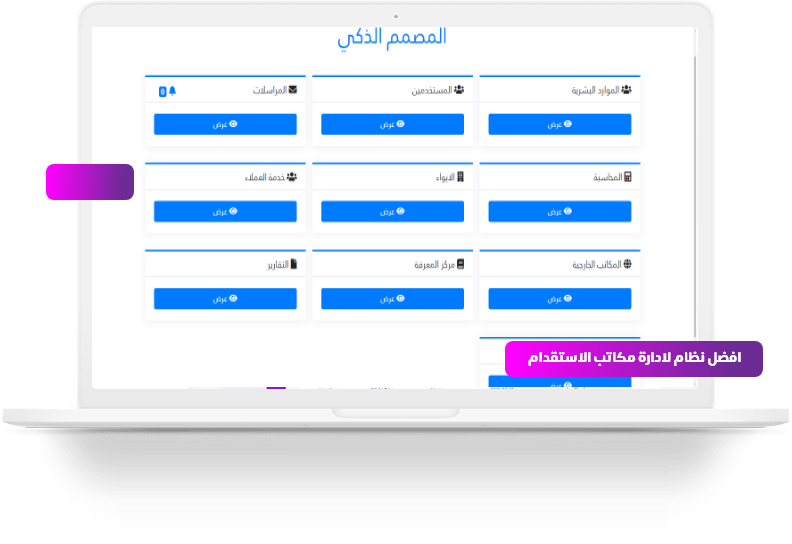 المصمم الذكي
الموارد البشرية
المستخدمين
المراسلات
0
عرض
عرض
عرض
المحاسبة
الايواء
خدمة العملاء
عرض
عرض
عرض
المكاتب الخارجية
مركز المعرفة
التقارير
عرض
عرض
عرض
افضل نظام لادارة مكاتب الاستقدام
عرض